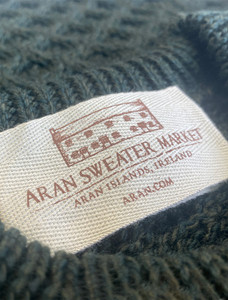 ARAN SWEATER MARKET
ARAN ISLANDS, IRELAND
ARAN.COM